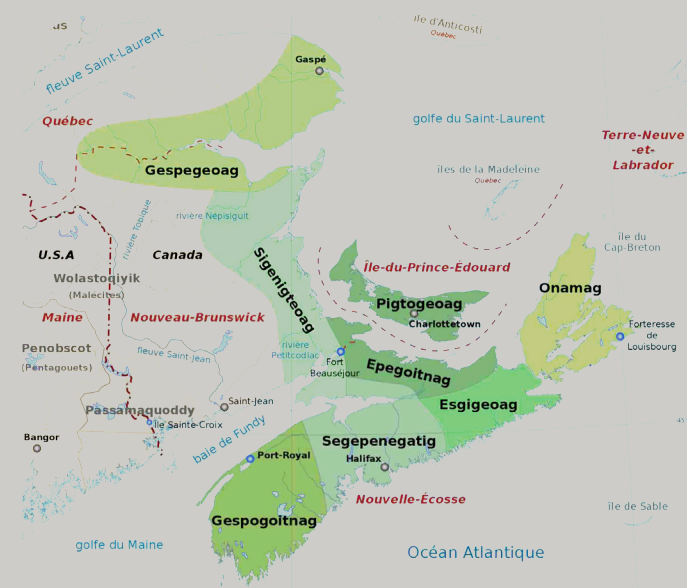 us
île d'Anticosti
Québec
fleuve Saint-Laurent
Gaspé
Québec
golfe du Saint-Laurent
Terre-Neuve
-et-
Labrador
Gespegeoag
îles de la Madeleine
Québec
rivière Népisiguit
rivière Tobique
île du
Cap-Breton
U.S.A
Canada
Sigenigteoag
Île-du-Prince-Édouard
Wolastoqiyik
(Malécites)
Onamag
Pigtogeoag
Maine
Nouveau-Brunswick
Charlottetown
Forteresse
de
Louisbourg
Penobscot
(Pentagouets)
fleuve Saint-Jean
rivière
Petitcodiac
Fort
Beauséjour
Epegoitnag
Passamaquoddy
Saint-Jean
Esgigeoag
île Sainte-Croix
45
baie de Fundy
Bangor
Segepenegatig
Port-Royal
Halifax
Nouvelle-Écosse
île de Sable
Gespogoitnag
golfe du Maine
Océan Atlantique